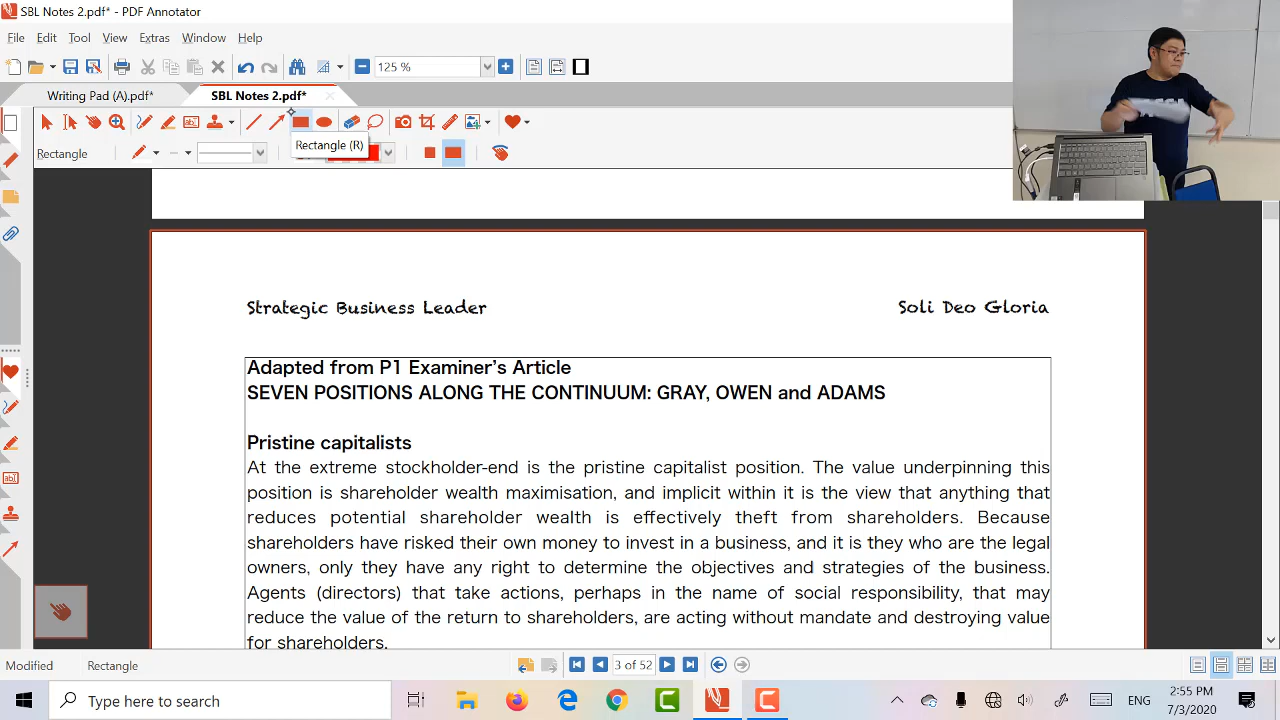 SBL Notes 2.pdf* - PDF Annotator
File Edit Tool View Extras Window Help
125 %
Writing Pad (A).pdf* SBL Notes 2.pdf*
Rectangle (R)
Rectangle
Strategic Business Leader Soli Deo Gloria
Adapted from P1 Examiner's Article
SEVEN POSITIONS ALONG THE CONTINUUM: GRAY, OWEN and ADAMS
Pristine capitalists
At the extreme stockholder-end is the pristine capitalist position. The value underpinning this
position is shareholder wealth maximisation, and implicit within it is the view that anything that
reduces potential shareholder wealth is effectively theft from shareholders. Because
shareholders have risked their own money to invest in a business, and it is they who are the legal
owners, only they have any right to determine the objectives and strategies of the business.
Agents (directors) that take actions, perhaps in the name of social responsibility, that may
reduce the value of the return to shareholders, are acting without mandate and destroying value
for shareholders.
Modified Rectangle 3 of 52
Type here to search
ENG
2:55 PM
7/3/2020